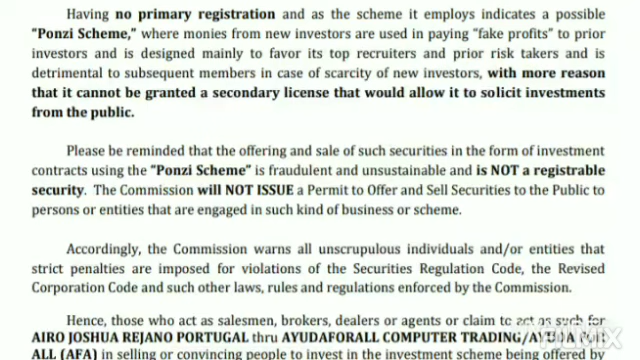 Having no primary registration and as the scheme it employs indicates a possible
"Ponzi Scheme," where monies from new investors are used in paying "fake profits" to prior
investors and is designed mainly to favor its top recruiters and prior risk takers and is
detrimental to subsequent members in case of scarcity of new investors, with more reason
that it cannot be granted a secondary license that would allow it to solicit investments
from the public.
Please be reminded that the offering and sale of such securities in the form of investment
contracts using the "Ponzi Scheme" is fraudulent and unsustainable and is NOT a registrable
security. The Commission will NOT ISSUE a Permit to Offer and Sell Securities to the Public to
persons or entities that are engaged in such kind of business or scheme.
Accordingly, the Commission warns all unscrupulous individuals and/or entities that
strict penalties are imposed for violations of the Securities Regulation Code, the Revised
Corporation Code and such other laws, rules and regulations enforced by the Commission.
Hence, those who act as salesmen, brokers, dealers or agents or claim to act as such for
AIRO JOSHUA REJANO PORTUGAL thru AYUDAFORALL COMPUTER TRADING/AYUDA FOR
ALL (AFA) in selling or convincing people to invest in the investment scheme being offered by